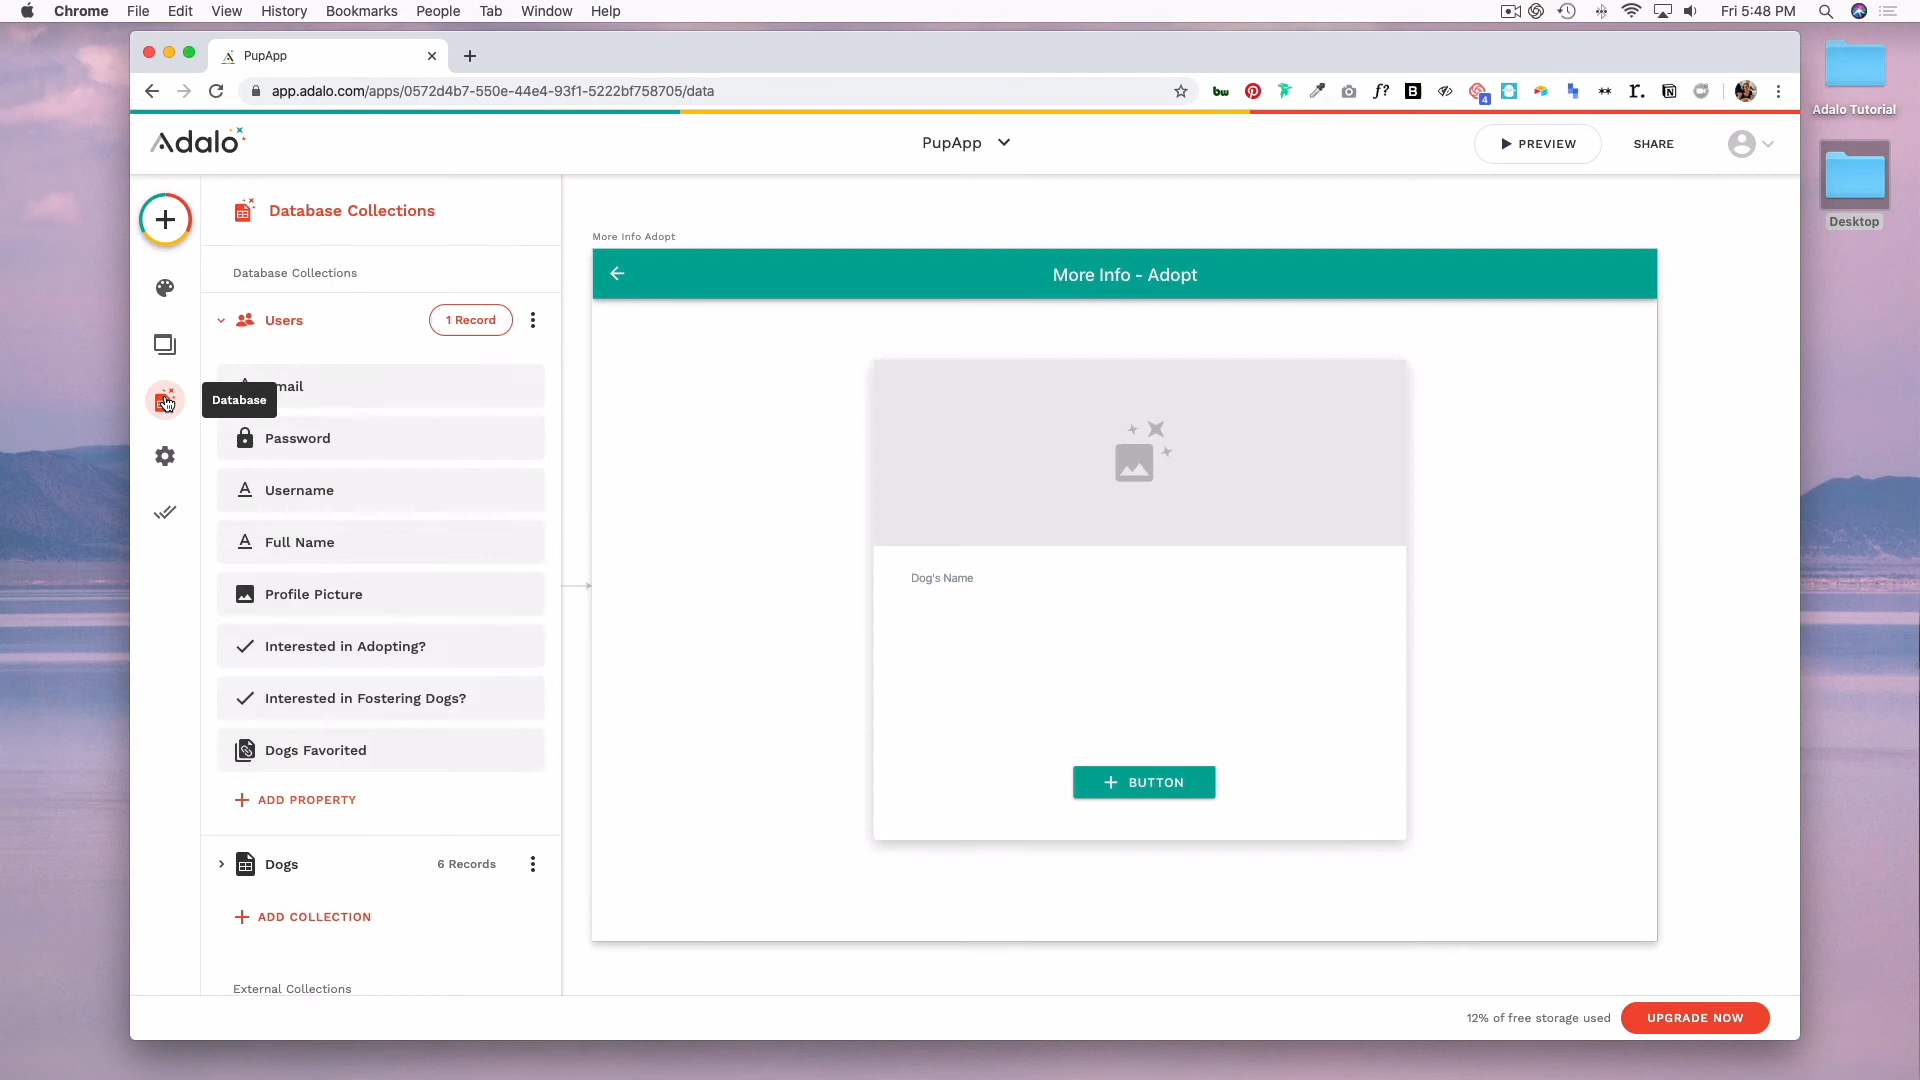 Chrome File Edit View History Bookmarks People Tab Window Help
Fri 5:48 PM
PupApp
app.adalo.com/apps/0572d4b7-550e-44e4-93f1-5222bf758705/data
bw
f?
B
4
r.
Adalo Tutorial
Desktop
Adalo
PupApp
PREVIEW
SHARE
Database Collections
Database Collections
Users
1 Record
mail
Database
Password
Username
Full Name
Profile Picture
Interested in Adopting?
Interested in Fostering Dogs?
Dogs Favorited
ADD PROPERTY
Dogs
6 Records
ADD COLLECTION
External Collections
More Info Adopt
More Info - Adopt
Dog's Name
BUTTON
12% of free storage used
UPGRADE NOW